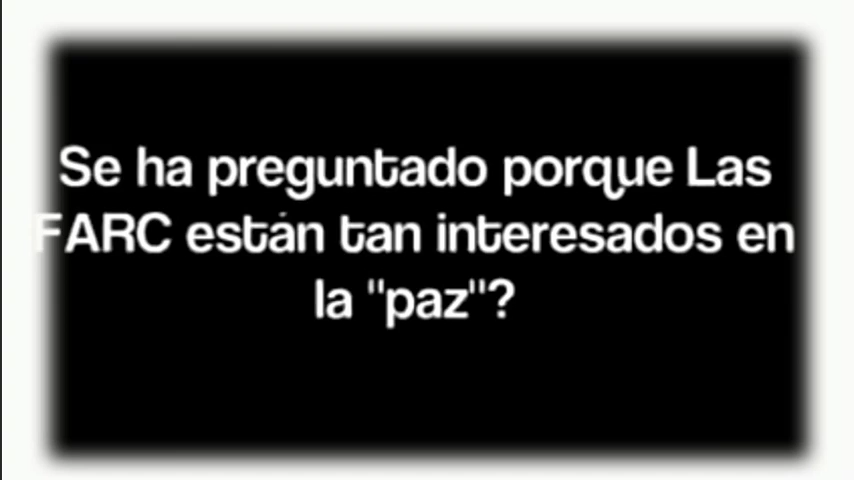 Se ha preguntado porque Las
FARC están tan interesados en
la "paz"?